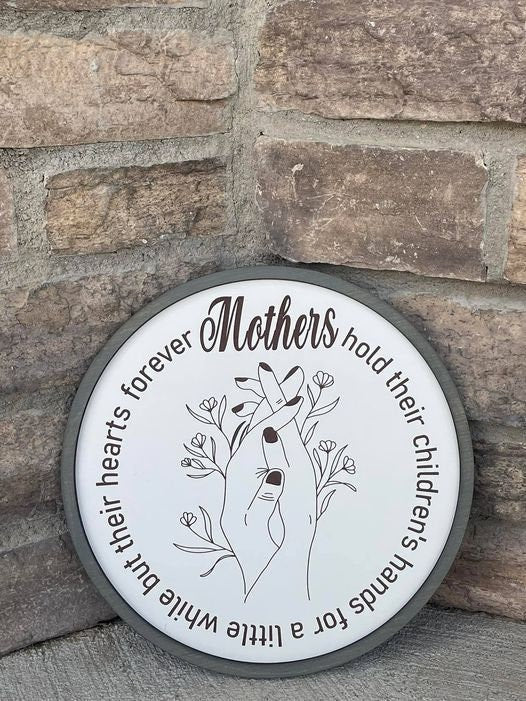 Mothers hold their children's hands for a little while but their hearts forever